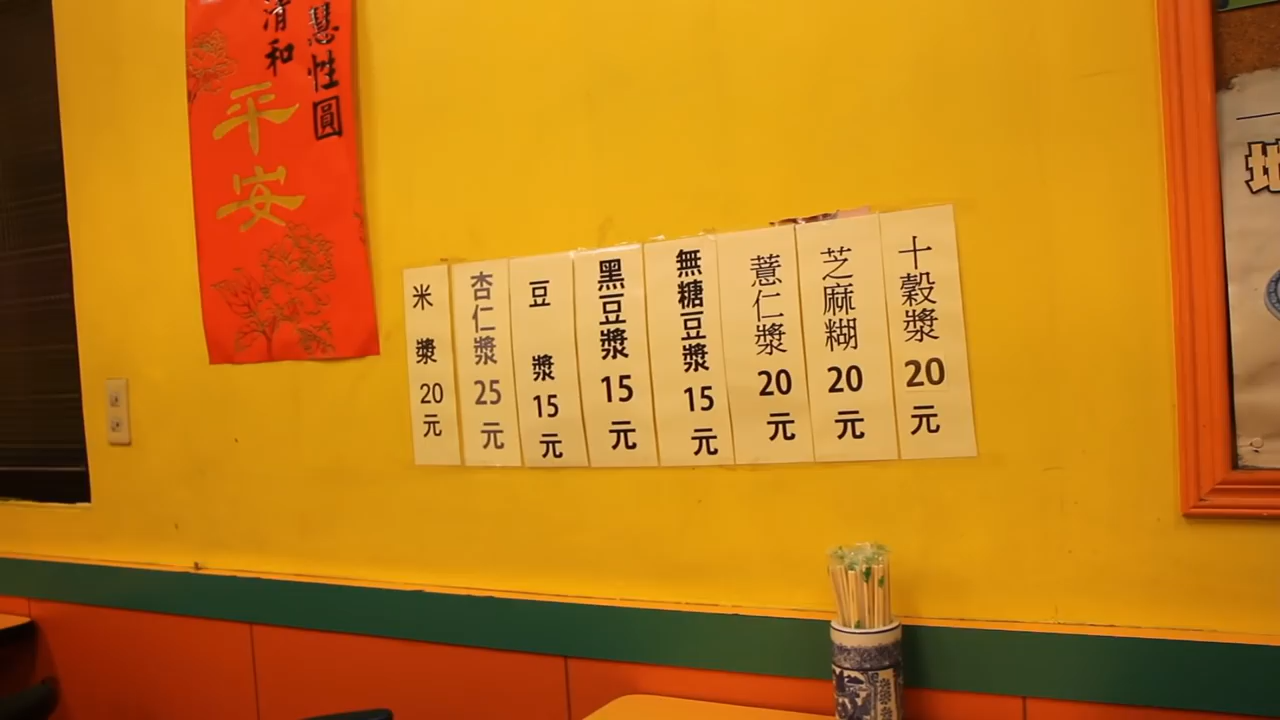 慧性圓
清和
平安
米漿20元
杏仁漿25元
豆漿15元
黑豆漿15元
無糖豆漿15元
薏仁漿20元
芝麻糊20元
十穀漿20元
地